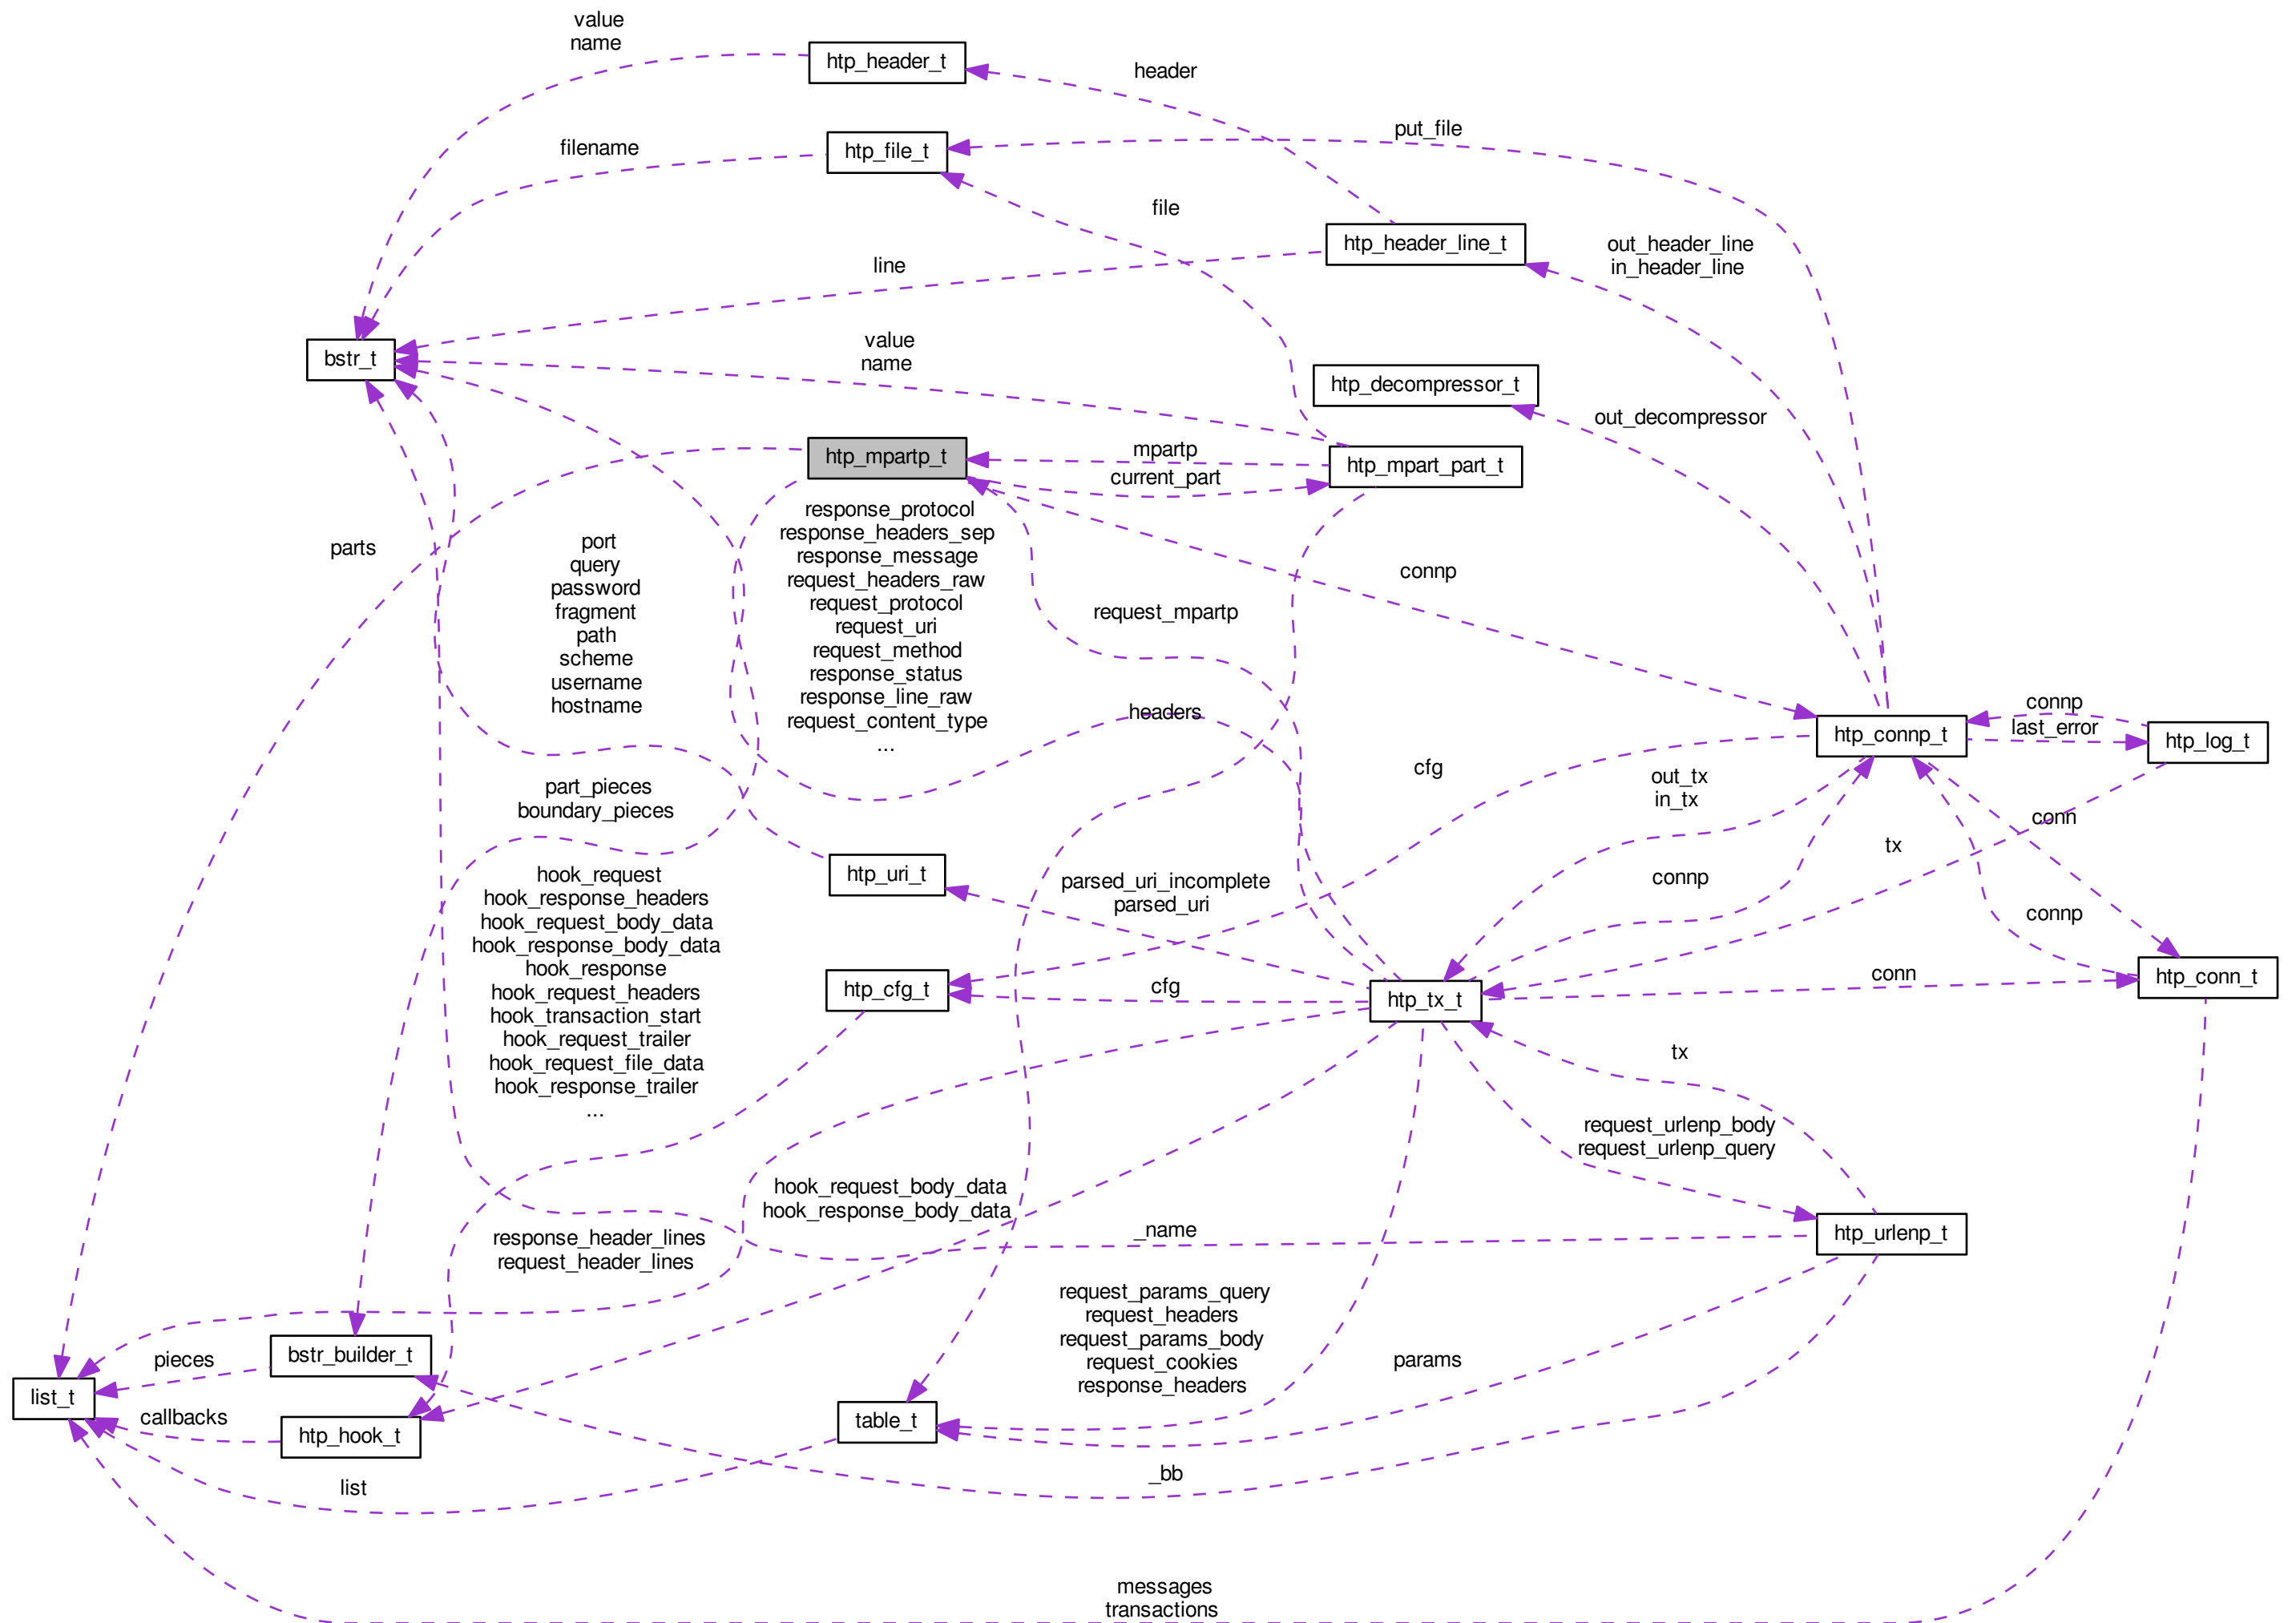 value
name
htp_header_t
header
put_file
filename
htp_file_t
file
htp_header_line_t
out_header_line
in_header_line
line
bstr_t
value
name
htp_decompressor_t
out_decompressor
htp_mpartp_t
mpartp
current_part
htp_mpart_part_t
parts
port
query
password
fragment
path
scheme
username
hostname
response_protocol
response_headers_sep
response_message
request_headers_raw
request_protocol
request_uri
request_method
response_status
response_line_raw
request_content_type
...
connp
request_mpartp
headers
htp_connp_t
connp
last_error
htp_log_t
cfg
out_tx
in_tx
part_pieces
boundary_pieces
conn
tx
htp_uri_t
parsed_uri_incomplete
parsed_uri
connp
connp
hook_request
hook_response_headers
hook_request_body_data
hook_response_body_data
hook_response
hook_request_headers
hook_transaction_start
hook_request_trailer
hook_request_file_data
hook_response_trailer
...
htp_cfg_t
cfg
htp_tx_t
conn
htp_conn_t
tx
request_urlenp_body
request_urlenp_query
hook_request_body_data
hook_response_body_data
response_header_lines
request_header_lines
_name
htp_urlenp_t
request_params_query
request_headers
request_params_body
request_cookies
response_headers
params
bstr_builder_t
pieces
list_t
callbacks
htp_hook_t
table_t
list
_bb
messages
transactions